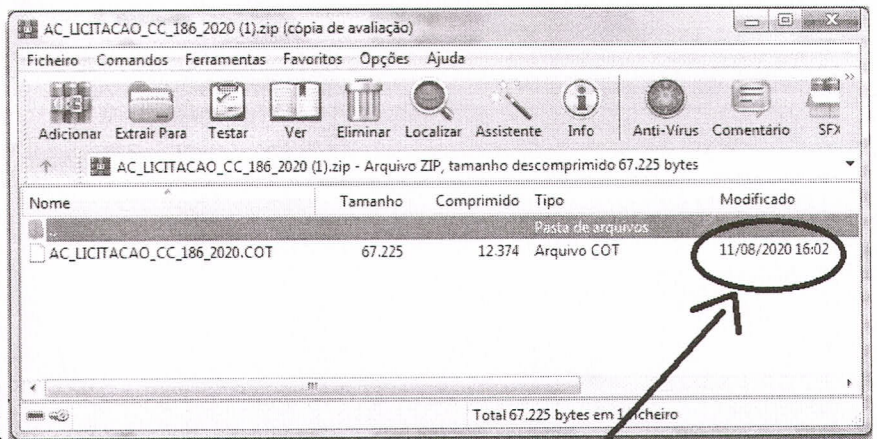 AC_LICITACAO_CC_186_2020 (1).zip (cópia de avaliação)
Ficheiro Comandos Ferramentas Favoritos Opções Ajuda
Adicionar Extrair Para Testar Ver Eliminar Localizar Assistente Info Anti-Vírus Comentário SFX
AC_LICITACAO_CC_186_2020 (1).zip - Arquivo ZIP, tamanho descomprimido 67.225 bytes
Nome Tamanho Comprimido Tipo Modificado
.. Pasta de arquivos
AC_LICITACAO_CC_186_2020.COT 67.225 12.374 Arquivo COT 11/08/2020 16:02
Total 67.225 bytes em 1 ficheiro